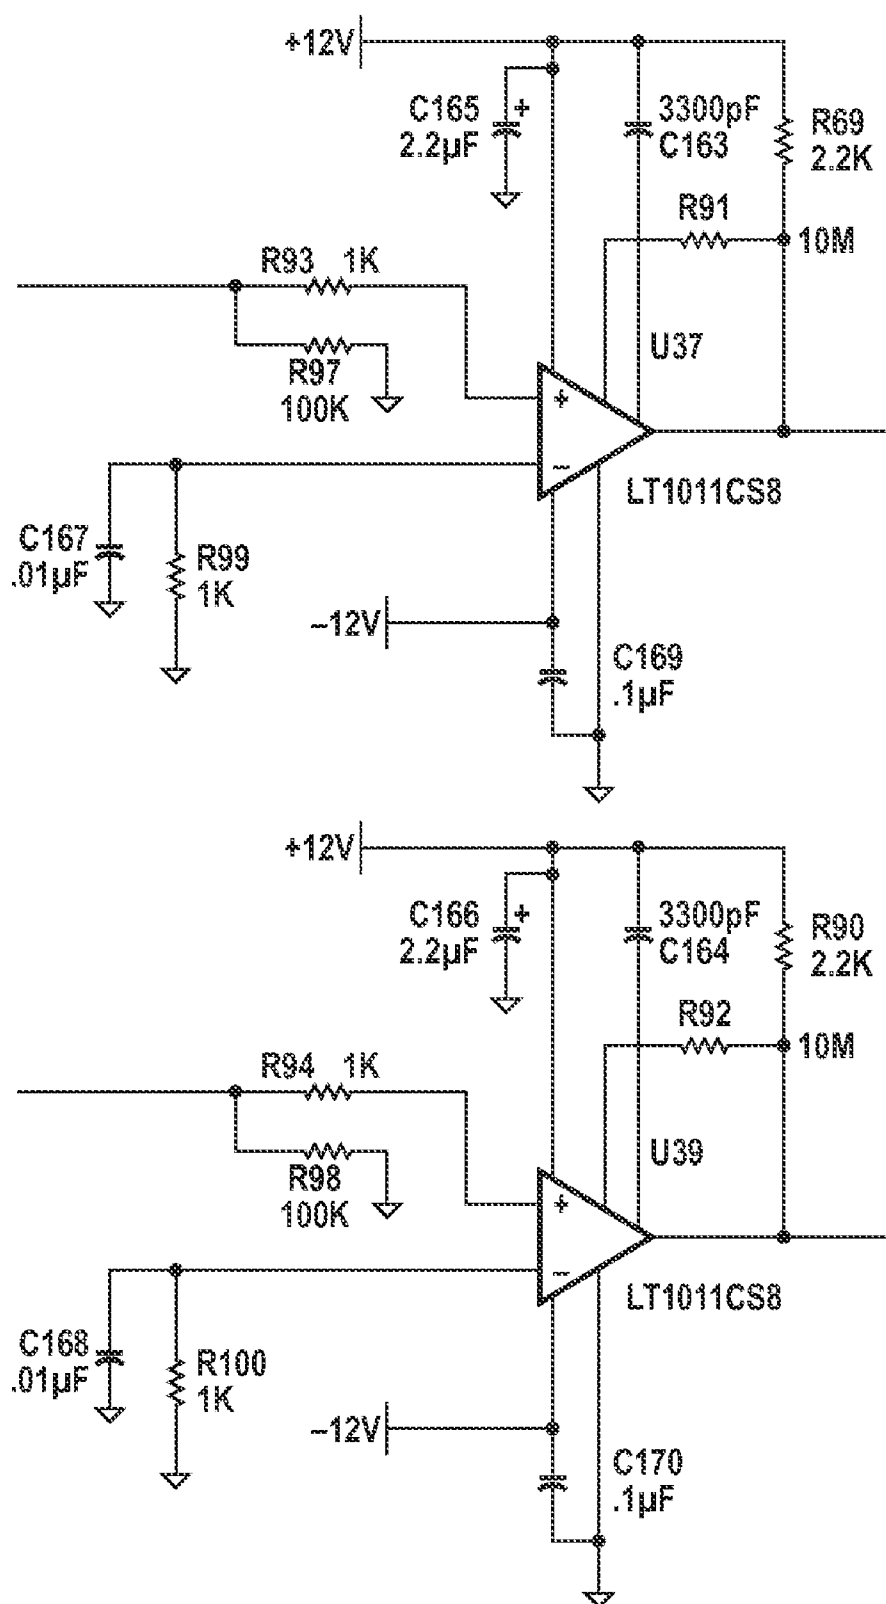 +12V
C165
2.2µF
+
3300pF
C163
R69
2.2K
R91
10M
R93 1K
R97
100K
U37
+
−
LT1011CS8
C167
.01µF
R99
1K
−12V
C169
.1µF
+12V
C166
2.2µF
+
3300pF
C164
R90
2.2K
R92
10M
R94 1K
R98
100K
U39
+
−
LT1011CS8
C168
.01µF
R100
1K
−12V
C170
.1µF